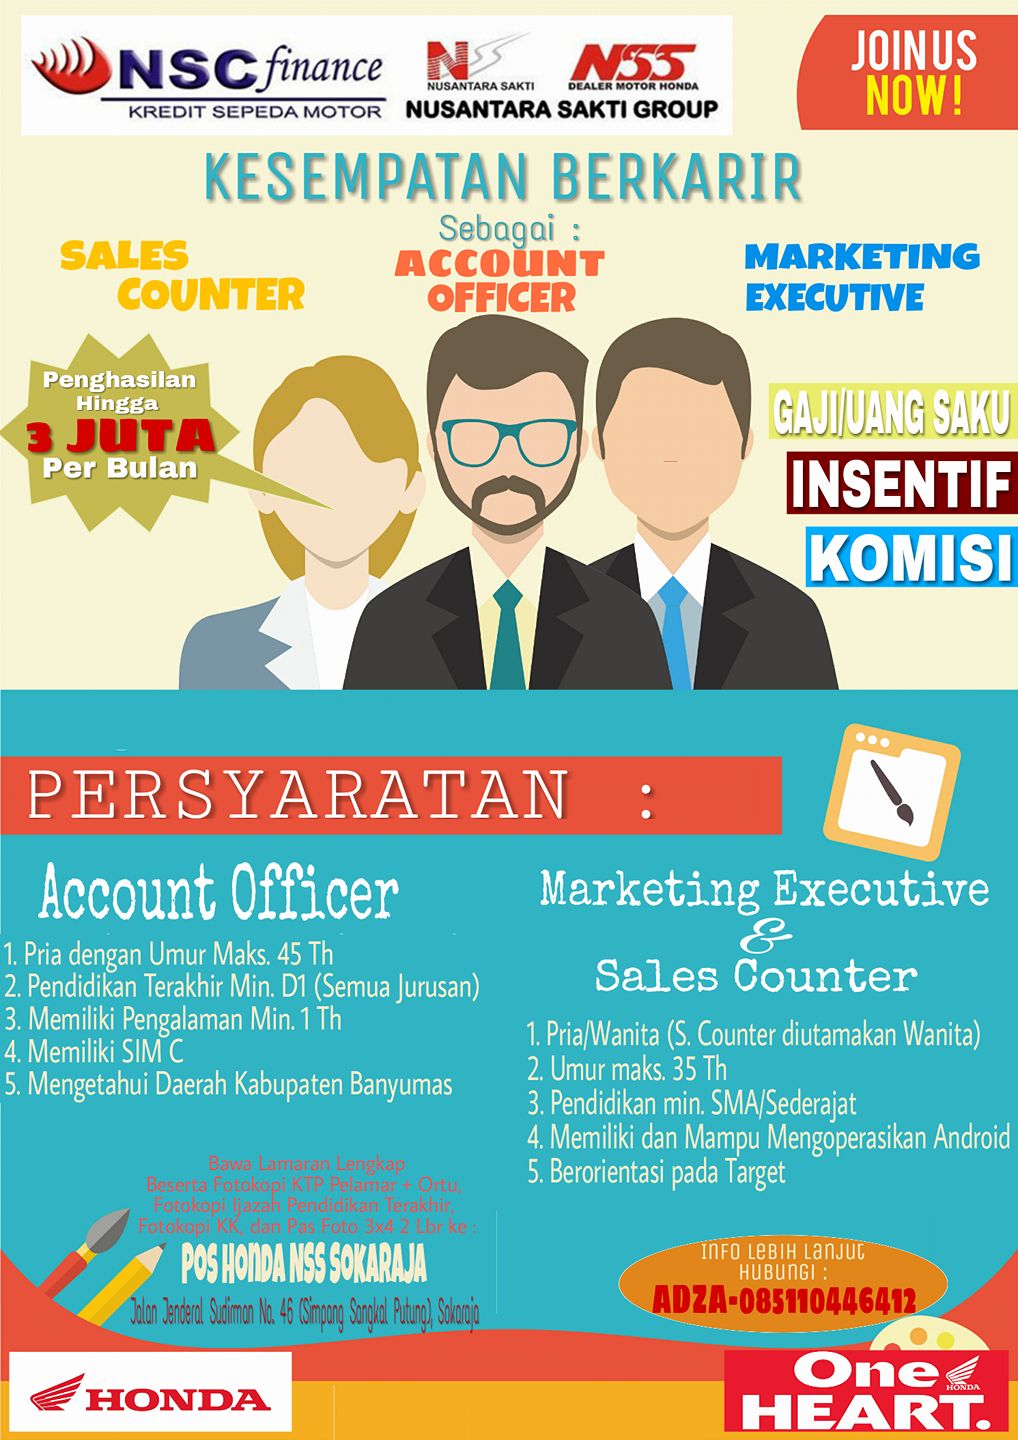 NSC finance
KREDIT SEPEDA MOTOR
NSS
NUSANTARA SAKTI
NSS
DEALER MOTOR HONDA
NUSANTARA SAKTI GROUP
JOIN US
NOW!
KESEMPATAN BERKARIR
Sebagai :
SALES
COUNTER
ACCOUNT
OFFICER
MARKETING
EXECUTIVE
Penghasilan
Hingga
3 JUTA
Per Bulan
GAJI/UANG SAKU
INSENTIF
KOMISI
PERSYARATAN :
Account Officer
1. Pria dengan Umur Maks. 45 Th
2. Pendidikan Terakhir Min. D1 (Semua Jurusan)
3. Memiliki Pengalaman Min. 1 Th
4. Memiliki SIM C
5. Mengetahui Daerah Kabupaten Banyumas
Marketing Executive
&
Sales Counter
1. Pria/Wanita (S. Counter diutamakan Wanita)
2. Umur maks. 35 Th
3. Pendidikan min. SMA/Sederajat
4. Memiliki dan Mampu Mengoperasikan Android
5. Berorientasi pada Target
Bawa Lamaran Lengkap
Beserta Fotokopi KTP Pelamar + Ortu,
Fotokopi Ijazah Pendidikan Terakhir,
Fotokopi KK, dan Pas Foto 3x4 2 Lbr ke :
POS HONDA NSS SOKARAJA
Jalan Jenderal Sudirman No. 46 (Simpang Sangkal Putung), Sokaraja
INFO LEBIH LANJUT
HUBUNGI :
ADZA-085110446412
HONDA
One
HONDA
HEART.